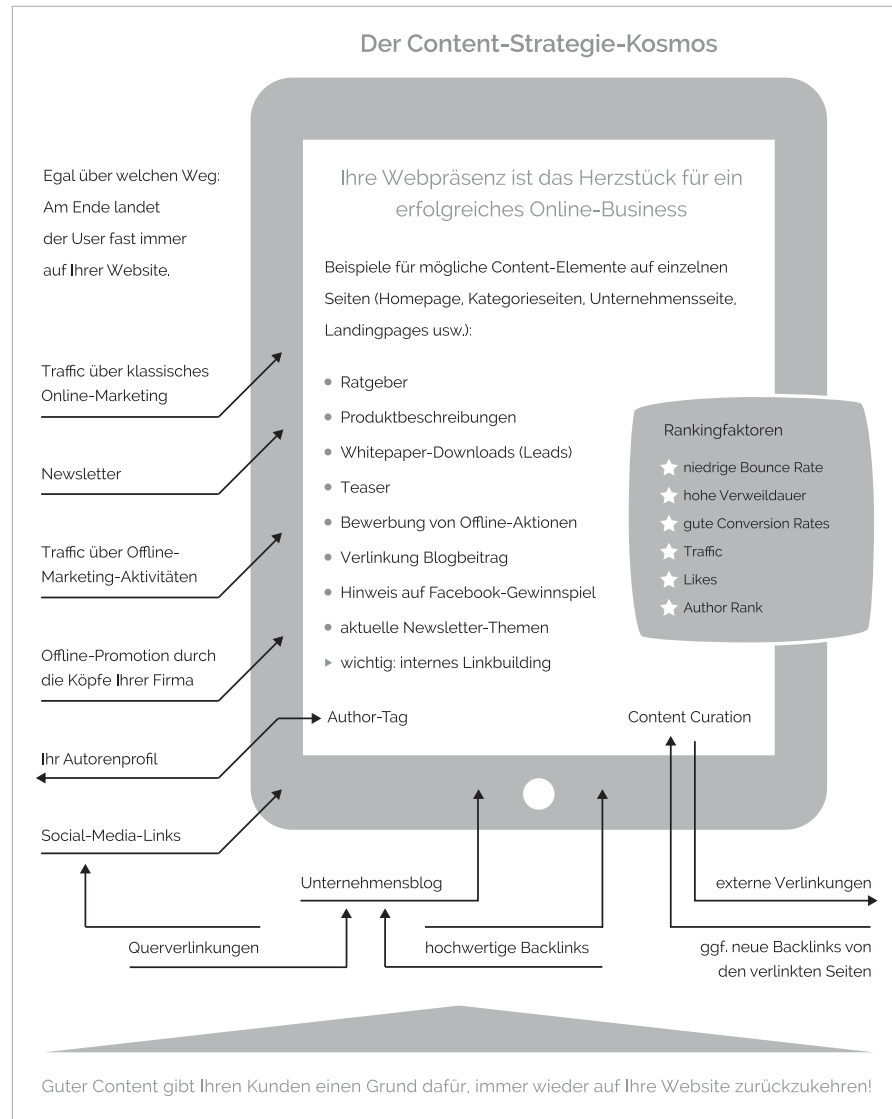 Der Content-Strategie-Kosmos
Egal über welchen Weg:
Am Ende landet
der User fast immer
auf Ihrer Website.
Ihre Webpräsenz ist das Herzstück für ein
erfolgreiches Online-Business
Beispiele für mögliche Content-Elemente auf einzelnen
Seiten (Homepage, Kategorieseiten, Unternehmensseite,
Landingpages usw.):
Ratgeber
Produktbeschreibungen
Whitepaper-Downloads (Leads)
Teaser
Bewerbung von Offline-Aktionen
Verlinkung Blogbeitrag
Hinweis auf Facebook-Gewinnspiel
aktuelle Newsletter-Themen
wichtig: internes Linkbuilding
Rankingfaktoren
niedrige Bounce Rate
hohe Verweildauer
gute Conversion Rates
Traffic
Likes
Author Rank
Traffic über klassisches
Online-Marketing
Newsletter
Traffic über Offline-
Marketing-Aktivitäten
Offline-Promotion durch
die Köpfe Ihrer Firma
Author-Tag
Content Curation
Ihr Autorenprofil
Social-Media-Links
Unternehmensblog
externe Verlinkungen
Querverlinkungen
hochwertige Backlinks
ggf. neue Backlinks von
den verlinkten Seiten
Guter Content gibt Ihren Kunden einen Grund dafür, immer wieder auf Ihre Website zurückzukehren!